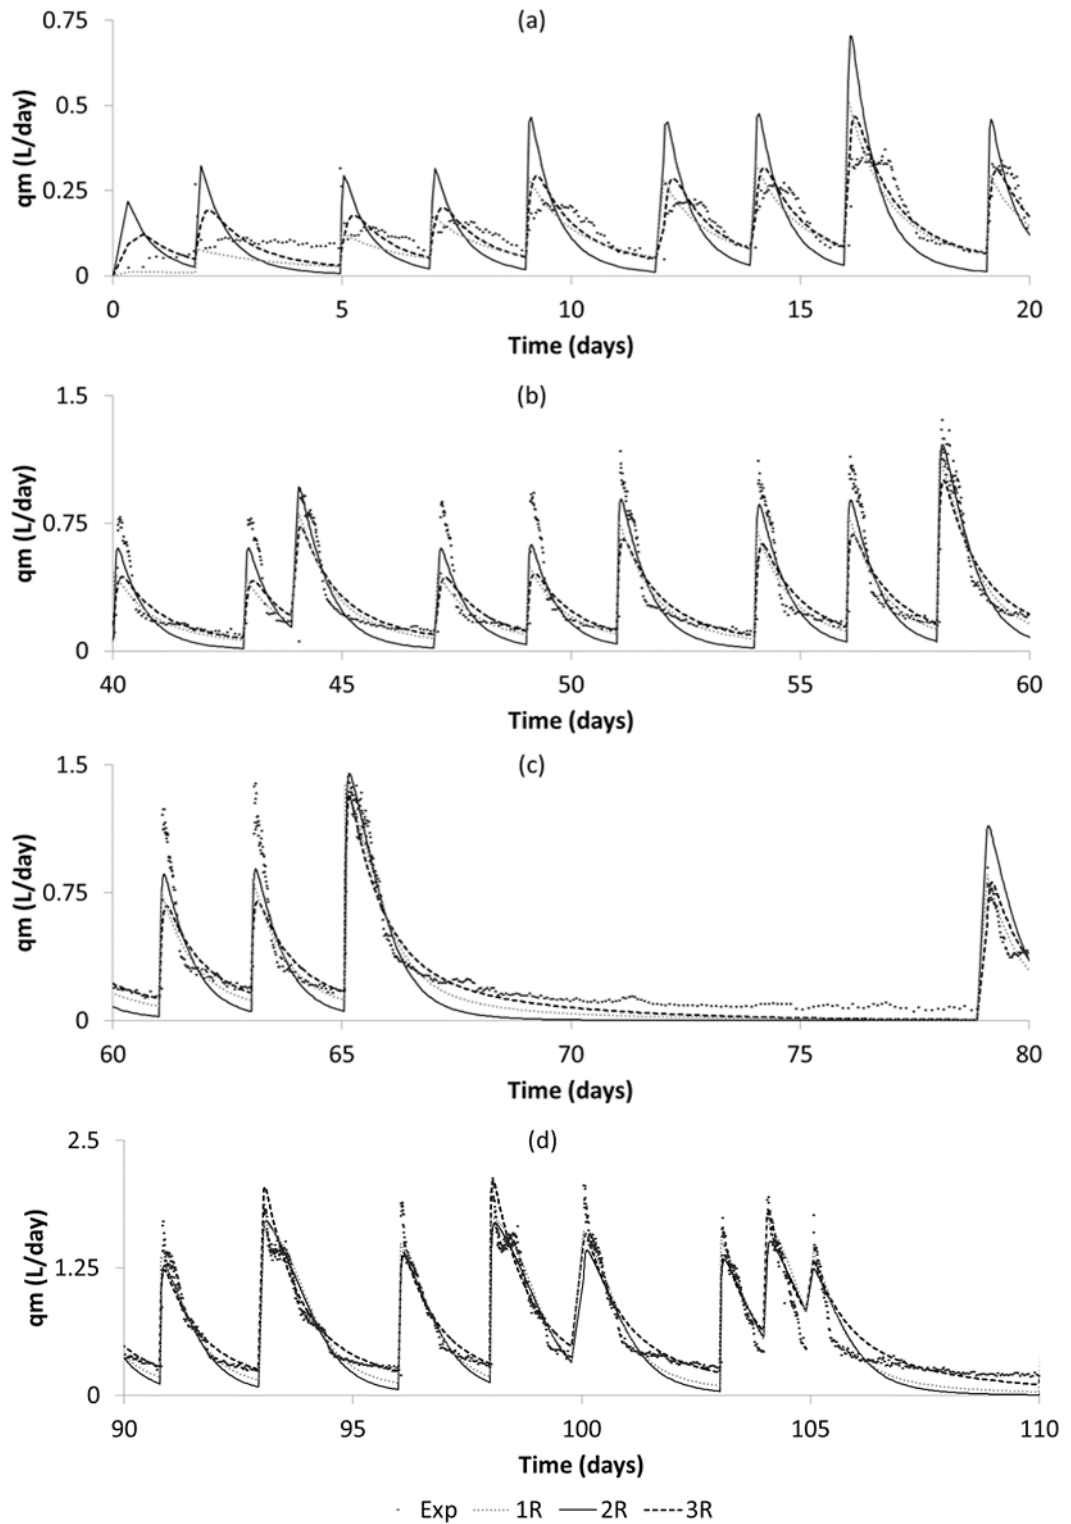 (a)
0.75
0.5
0.25
0
qm (L/day)
0 5 10 15 20
Time (days)
(b)
1.5
0.75
0
qm (L/day)
40 45 50 55 60
Time (days)
(c)
1.5
0.75
0
qm (L/day)
60 65 70 75 80
Time (days)
(d)
2.5
1.25
0
qm (L/day)
90 95 100 105 110
Time (days)
Exp 1R 2R 3R